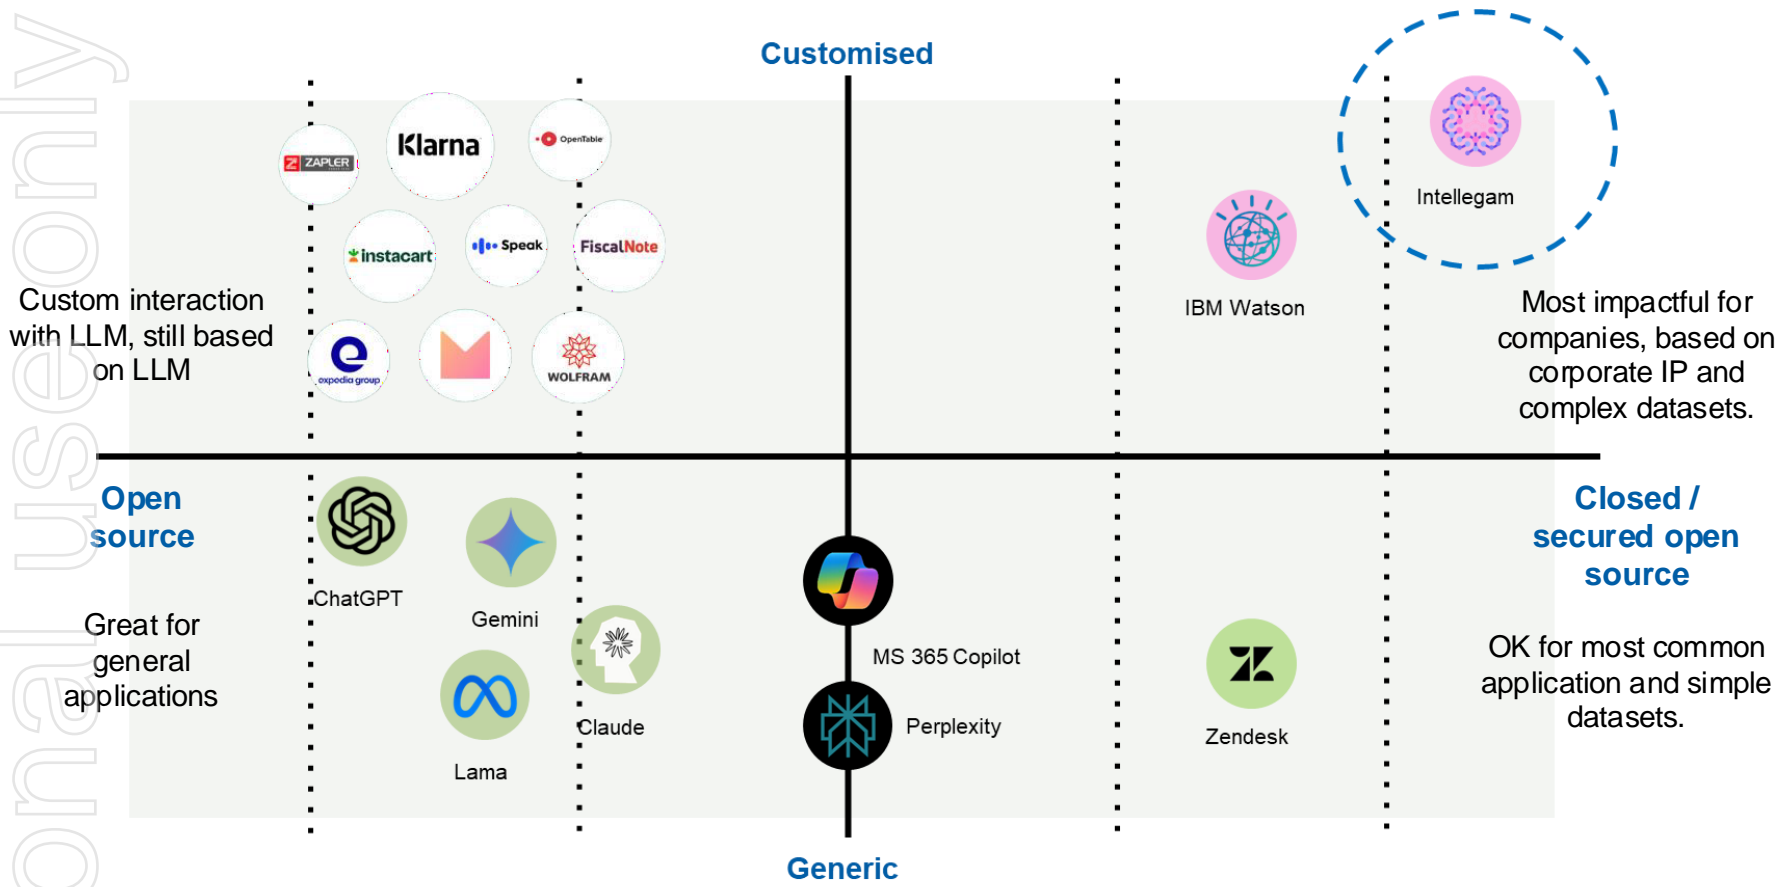 Customised
ZAPLER
Klarna
OpenTable
Intellegam
instacart
Speak
FiscalNote
IBM Watson
Custom interaction
with LLM, still based
on LLM
expedia group
WOLFRAM
Most impactful for
companies, based on
corporate IP and
complex datasets.
Open
source
Closed /
secured open
source
ChatGPT
Gemini
Great for
general
applications
Claude
Lama
MS 365 Copilot
Perplexity
Zendesk
OK for most common
application and simple
datasets.
Generic
onal use only